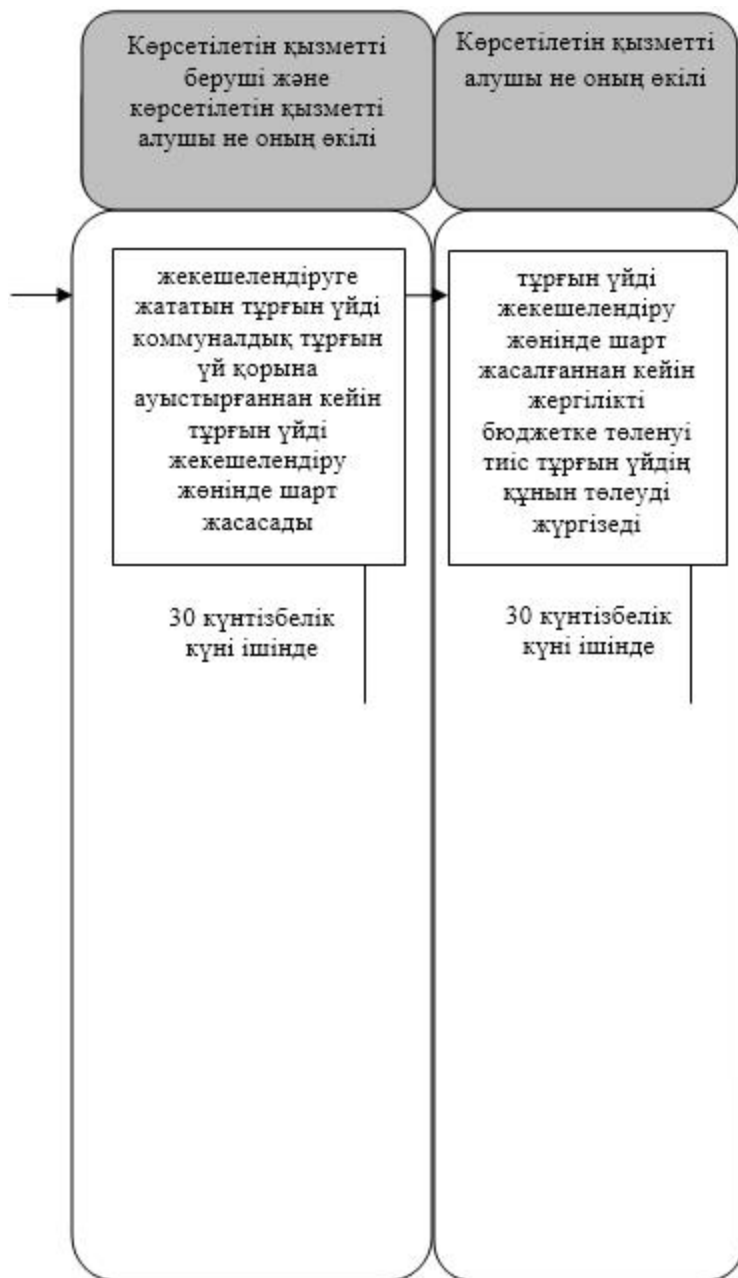 Көрсетілетін қызметті
беруші және
көрсетілетін қызметті
алушы не оның өкілі
Көрсетілетін қызметті
алушы не оның өкілі
жекешелендіруге
жататын тұрғын үйді
коммуналдық тұрғын
үй қорына
ауыстырғаннан кейін
тұрғын үйді
жекешелендіру
жөнінде шарт
жасасады
тұрғын үйді
жекешелендіру
жөнінде шарт
жасалғаннан кейін
жергілікті
бюджетке төленуі
тиіс тұрғын үйдің
құнын төлеуді
жүргізеді
30 күнтізбелік
күні ішінде
30 күнтізбелік
күні ішінде